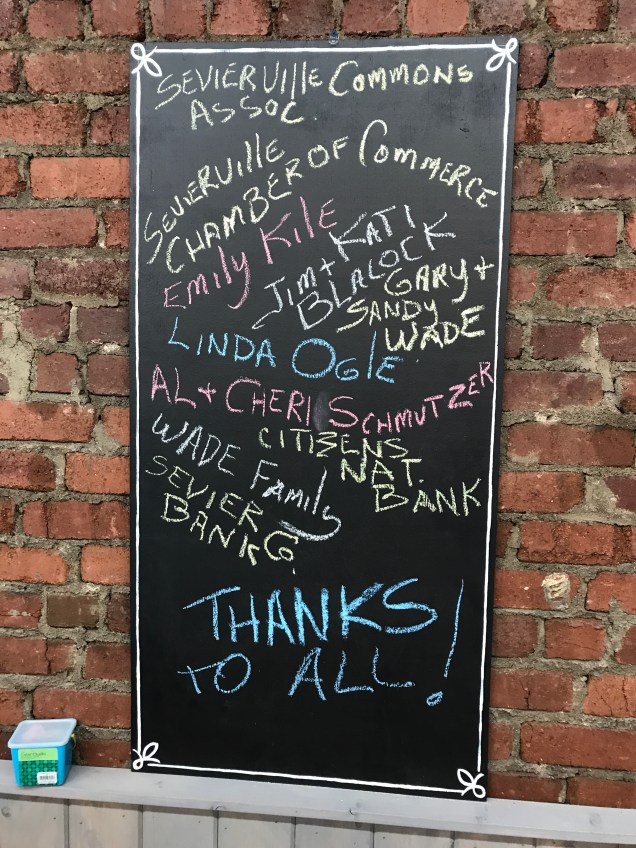 SEVIERVIllE COMMONS
ASSOC.
SEVIERVIllE
CHAMBER OF COMMERCE
EMIly KIlE
JIM + KATI
BLALOCK
GARY +
SANDY
WADE
LINDA OGlE
AL + CHERI SCHMUTZER
CITIZENS
NAT.
BANK
WADE FAMIly
SEVIER
BANK CO.
THANKS
TO ALL!